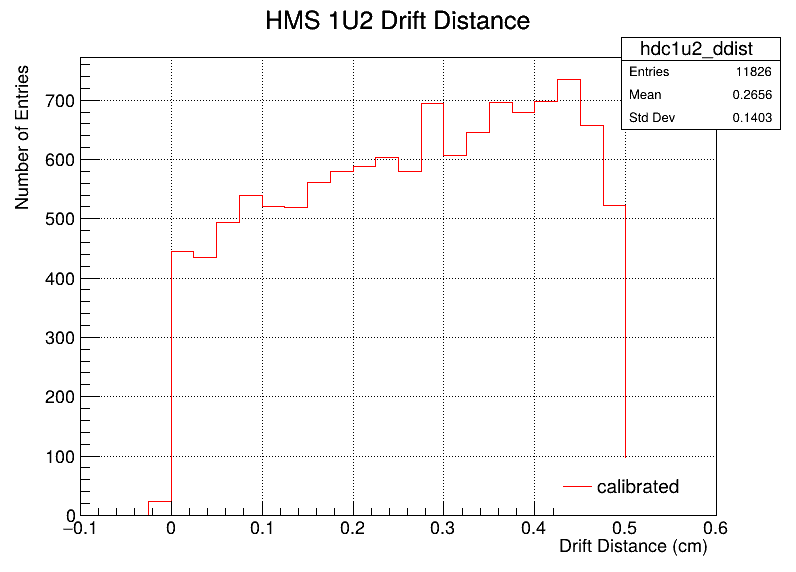 HMS 1U2 Drift Distance
hdc1u2_ddist
Entries 11826
Mean 0.2656
Std Dev 0.1403
Number of Entries
700
600
500
400
300
200
100
0
−0.1 0 0.1 0.2 0.3 0.4 0.5 0.6
Drift Distance (cm)
calibrated